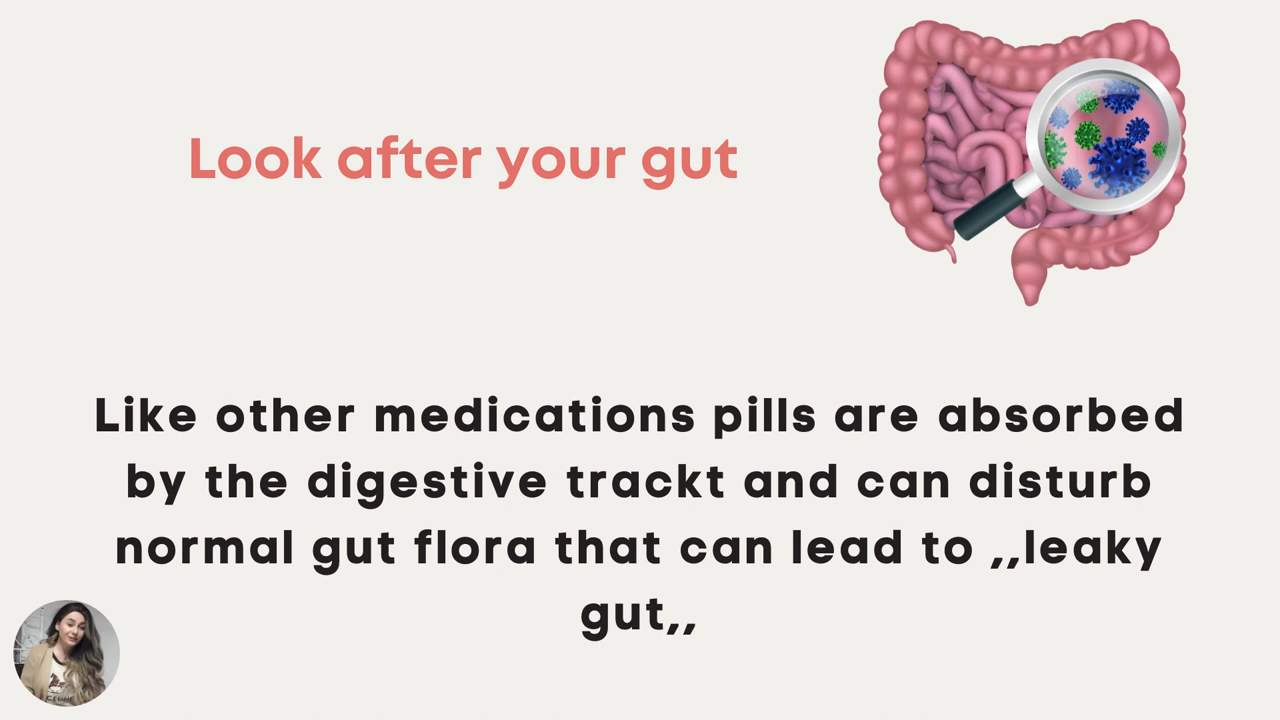 Look after your gut
Like other medications pills are absorbed
by the digestive trackt and can disturb
normal gut flora that can lead to ,,leaky
gut,,